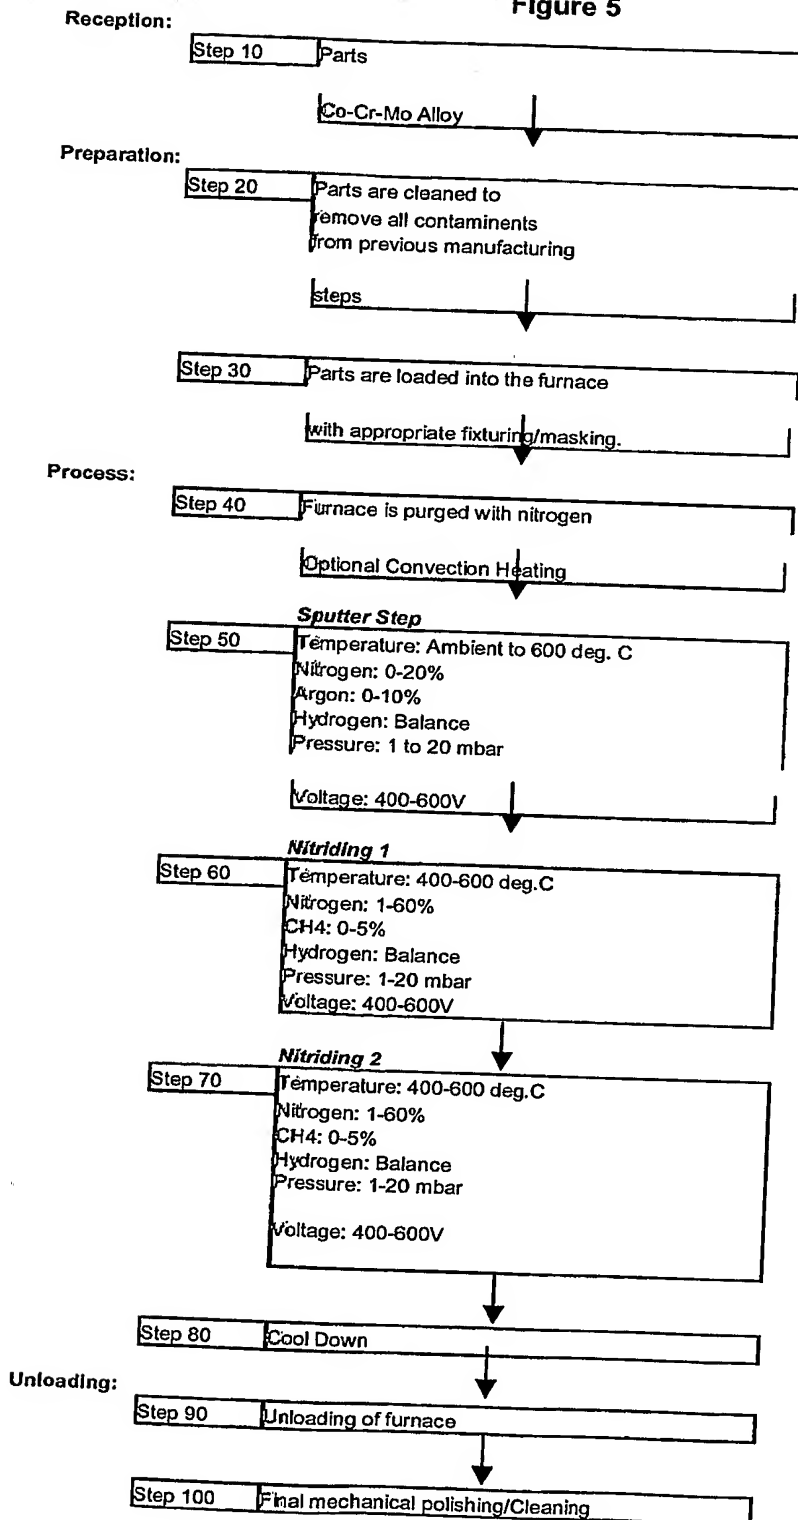 Figure 5
Reception:
Step 10 Parts
Co-Cr-Mo Alloy
Preparation:
Step 20 Parts are cleaned to
remove all contaminents
from previous manufacturing
steps
Step 30 Parts are loaded into the furnace
with appropriate fixturing/masking.
Process:
Step 40 Furnace is purged with nitrogen
Optional Convection Heating
Sputter Step
Step 50 Temperature: Ambient to 600 deg. C
Nitrogen: 0-20%
Argon: 0-10%
Hydrogen: Balance
Pressure: 1 to 20 mbar
Voltage: 400-600V
Nitriding 1
Step 60 Temperature: 400-600 deg.C
Nitrogen: 1-60%
CH4: 0-5%
Hydrogen: Balance
Pressure: 1-20 mbar
Voltage: 400-600V
Nitriding 2
Step 70 Temperature: 400-600 deg.C
Nitrogen: 1-60%
CH4: 0-5%
Hydrogen: Balance
Pressure: 1-20 mbar
Voltage: 400-600V
Step 80 Cool Down
Unloading:
Step 90 Unloading of furnace
Step 100 Final mechanical polishing/Cleaning